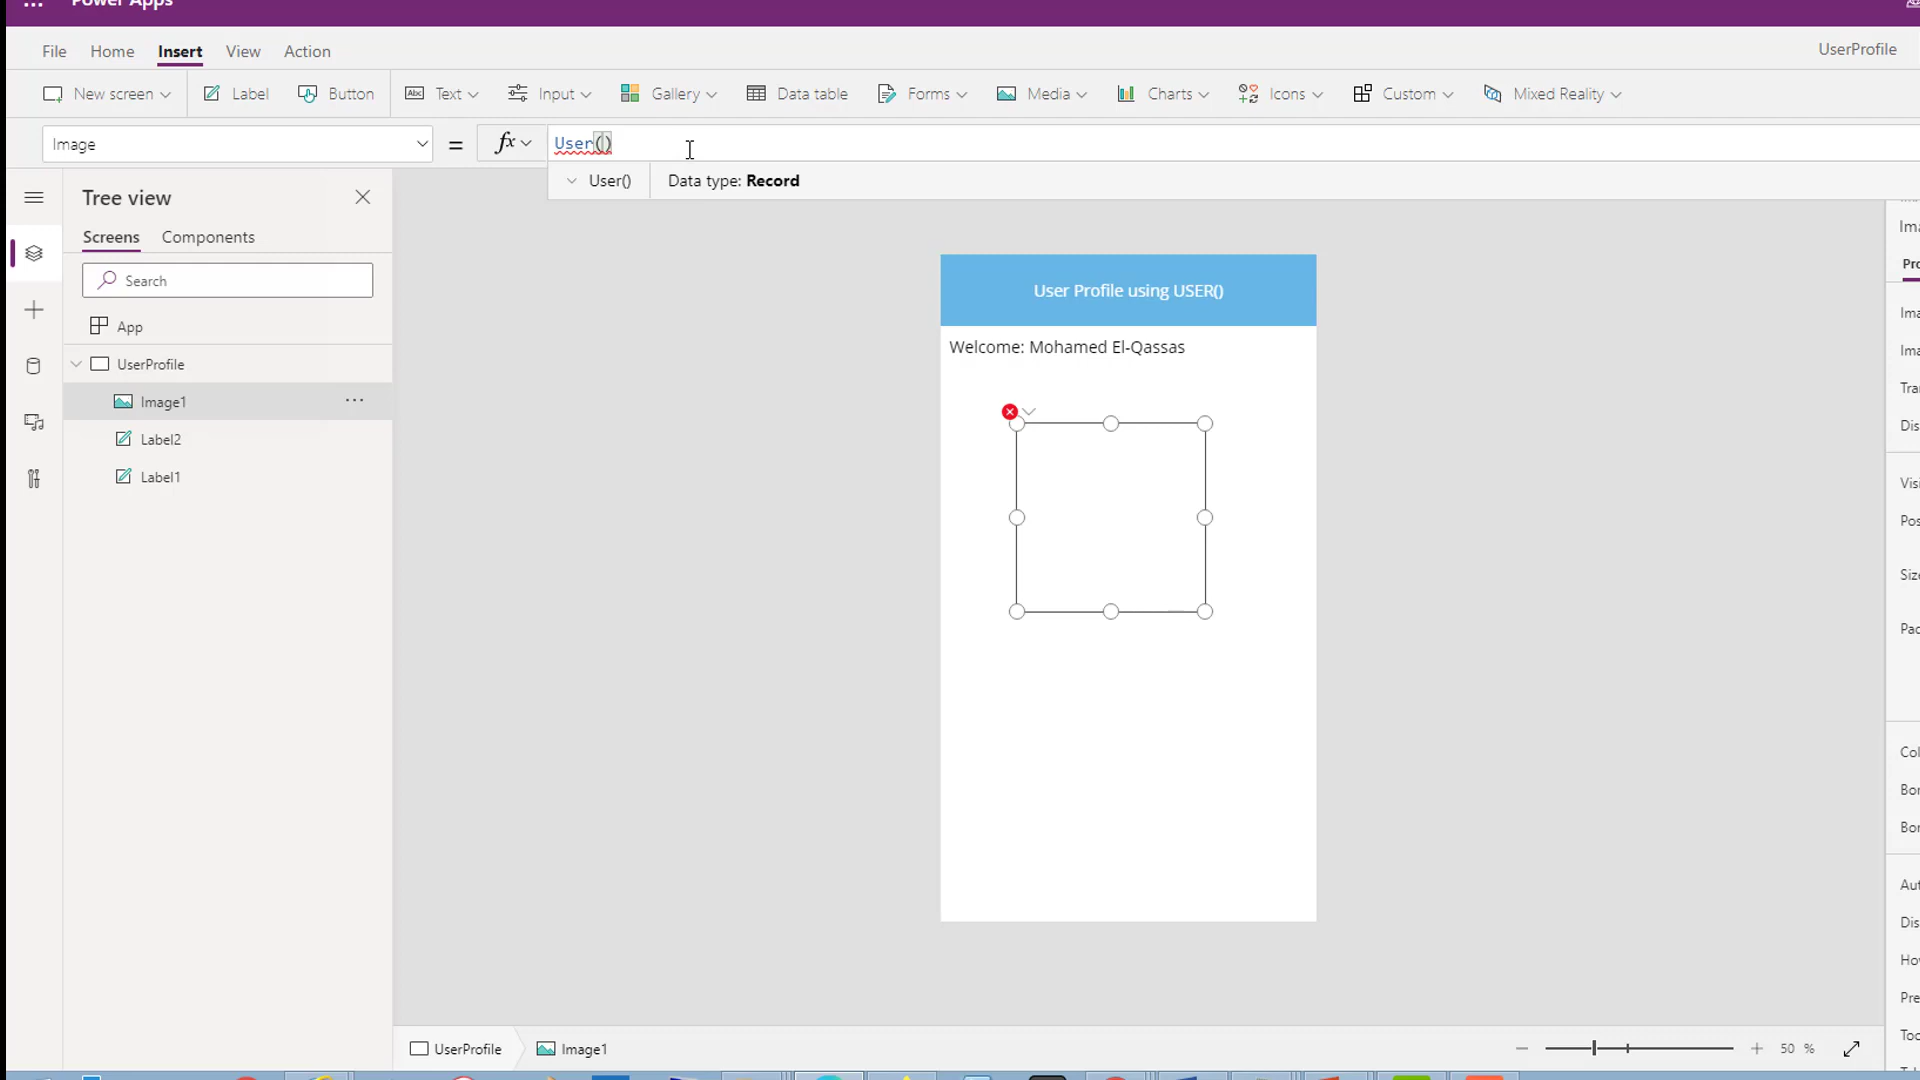 Power Apps
File Home Insert View Action UserProfile
New screen Label Button Text Input Gallery Data table Forms Media Charts Icons Custom Mixed Reality
Image = fx User()
User() Data type: Record
Tree view
Screens Components
Search
App
UserProfile
Image1 ...
Label2
Label1
User Profile using USER()
Welcome: Mohamed El-Qassas
UserProfile Image1 50 %